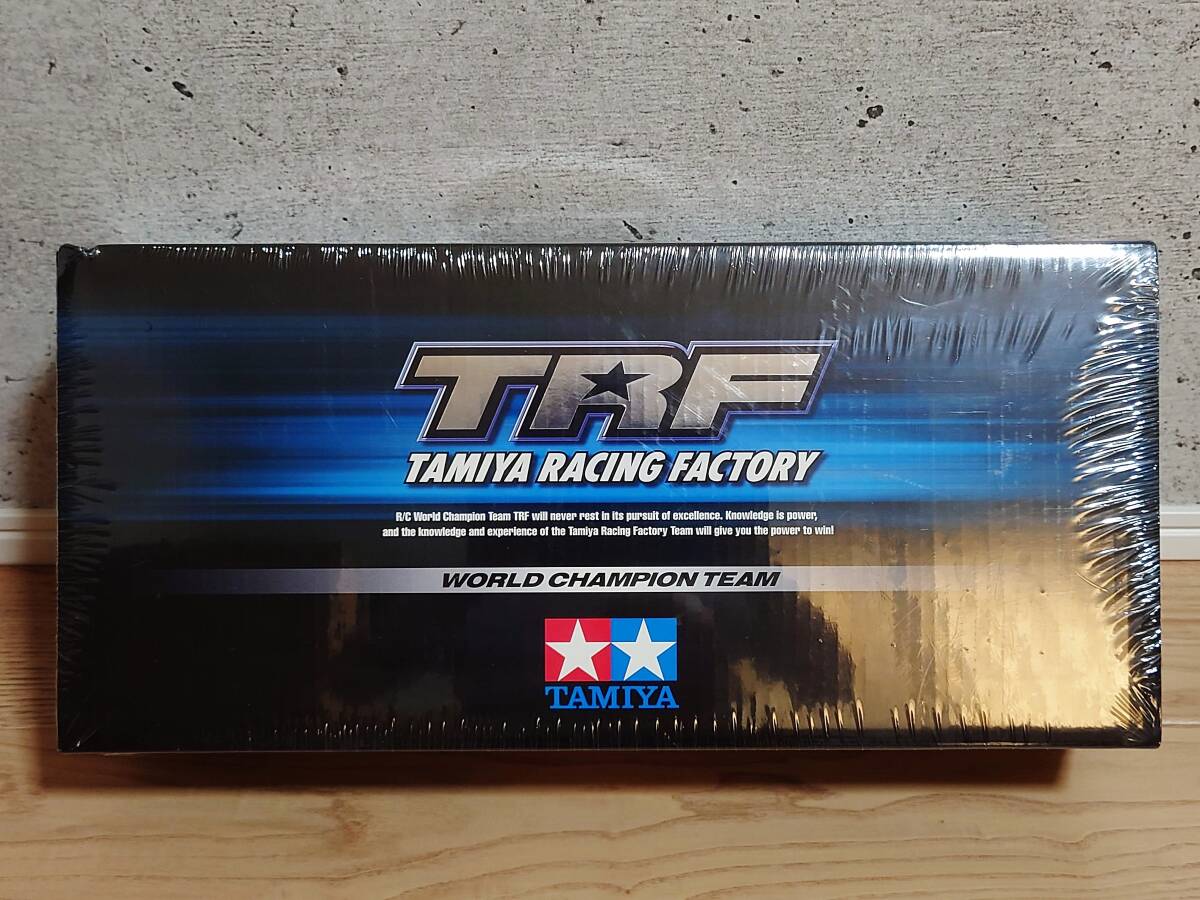 TRF
TAMIYA RACING FACTORY
R/C World Champion Team TRF will never rest in its pursuit of excellence. Knowledge is power,
and the knowledge and experience of the Tamiya Racing Factory Team will give you the power to win!
WORLD CHAMPION TEAM
TAMIYA